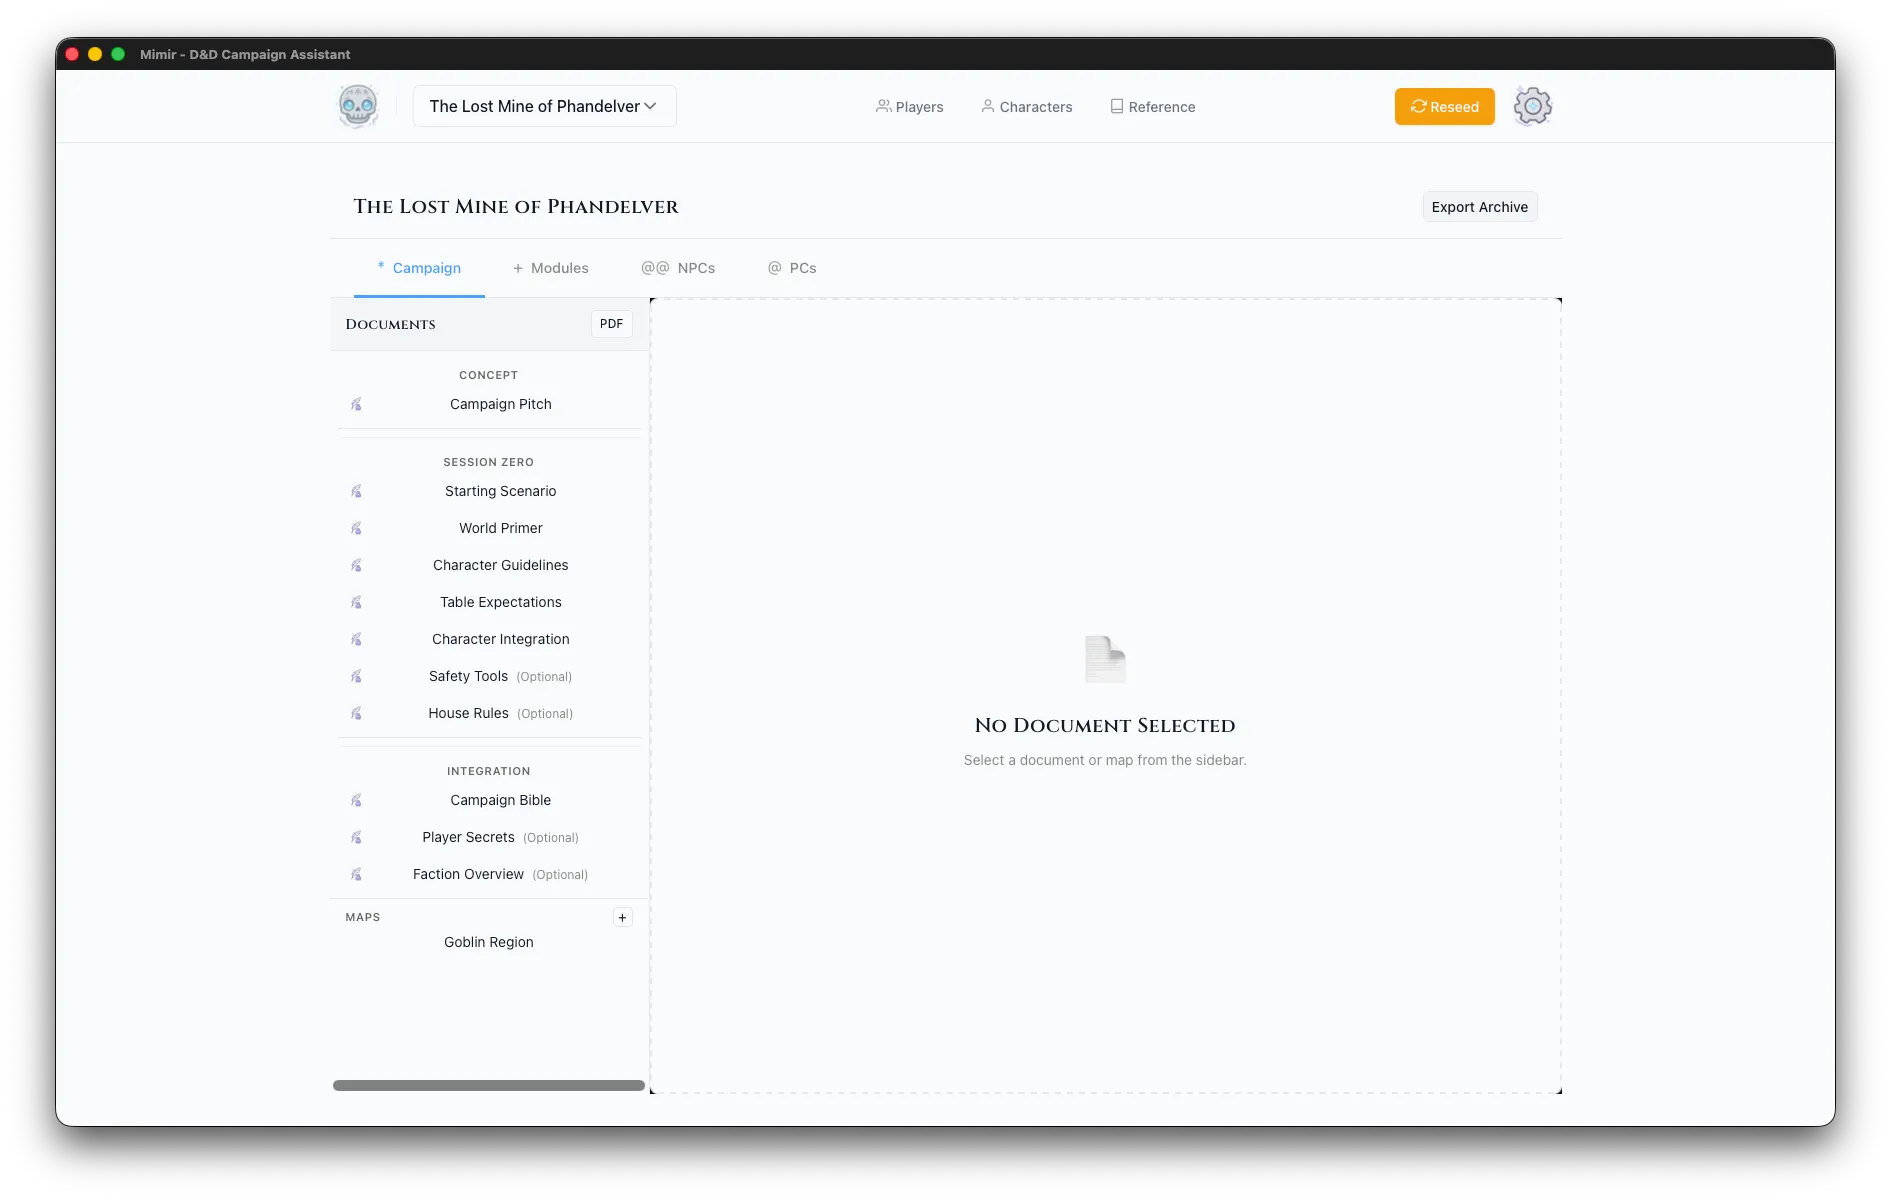 Mimir - D&D Campaign Assistant
The Lost Mine of Phandelver
Players
Characters
Reference
Reseed
The Lost Mine of Phandelver
Export Archive
* Campaign
+ Modules
@@ NPCs
@ PCs
Documents
PDF
CONCEPT
Campaign Pitch
SESSION ZERO
Starting Scenario
World Primer
Character Guidelines
Table Expectations
Character Integration
Safety Tools (Optional)
House Rules (Optional)
INTEGRATION
Campaign Bible
Player Secrets (Optional)
Faction Overview (Optional)
MAPS
+
Goblin Region
No Document Selected
Select a document or map from the sidebar.